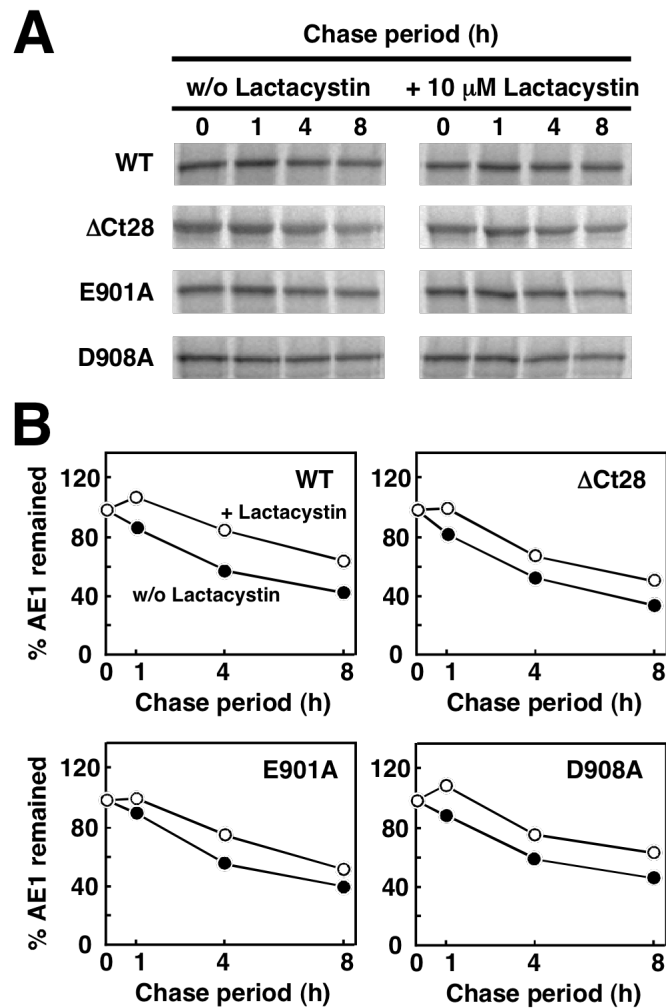 A
Chase period (h)
w/o Lactacystin + 10 μM Lactacystin
0 1 4 8 0 1 4 8
WT
ΔCt28
E901A
D908A
B
% AE1 remained
120
80
40
0
WT
+ Lactacystin
w/o Lactacystin
0 1 4 8
Chase period (h)
120
80
40
0
ΔCt28
0 1 4 8
Chase period (h)
% AE1 remained
120
80
40
0
E901A
0 1 4 8
Chase period (h)
120
80
40
0
D908A
0 1 4 8
Chase period (h)